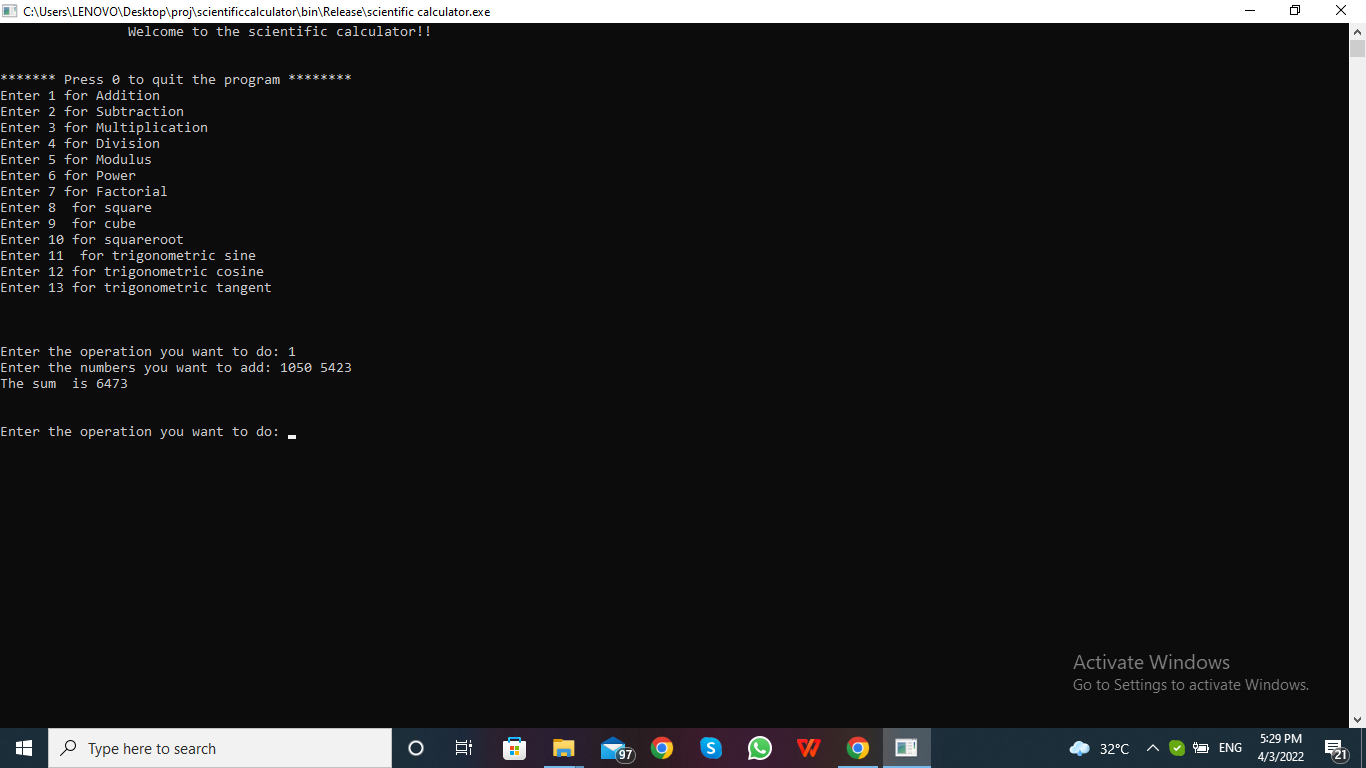 C:\Users\LENOVO\Desktop\proj\scientificcalculator\bin\Release\scientific calculator.exe
Welcome to the scientific calculator!!
******* Press 0 to quit the program ********
Enter 1 for Addition
Enter 2 for Subtraction
Enter 3 for Multiplication
Enter 4 for Division
Enter 5 for Modulus
Enter 6 for Power
Enter 7 for Factorial
Enter 8  for square
Enter 9  for cube
Enter 10 for squareroot
Enter 11  for trigonometric sine
Enter 12 for trigonometric cosine
Enter 13 for trigonometric tangent
Enter the operation you want to do: 1
Enter the numbers you want to add: 1050 5423
The sum  is 6473
Enter the operation you want to do:
Activate Windows
Go to Settings to activate Windows.
Type here to search
97
S
W
32°C
ENG
5:29 PM
4/3/2022
21